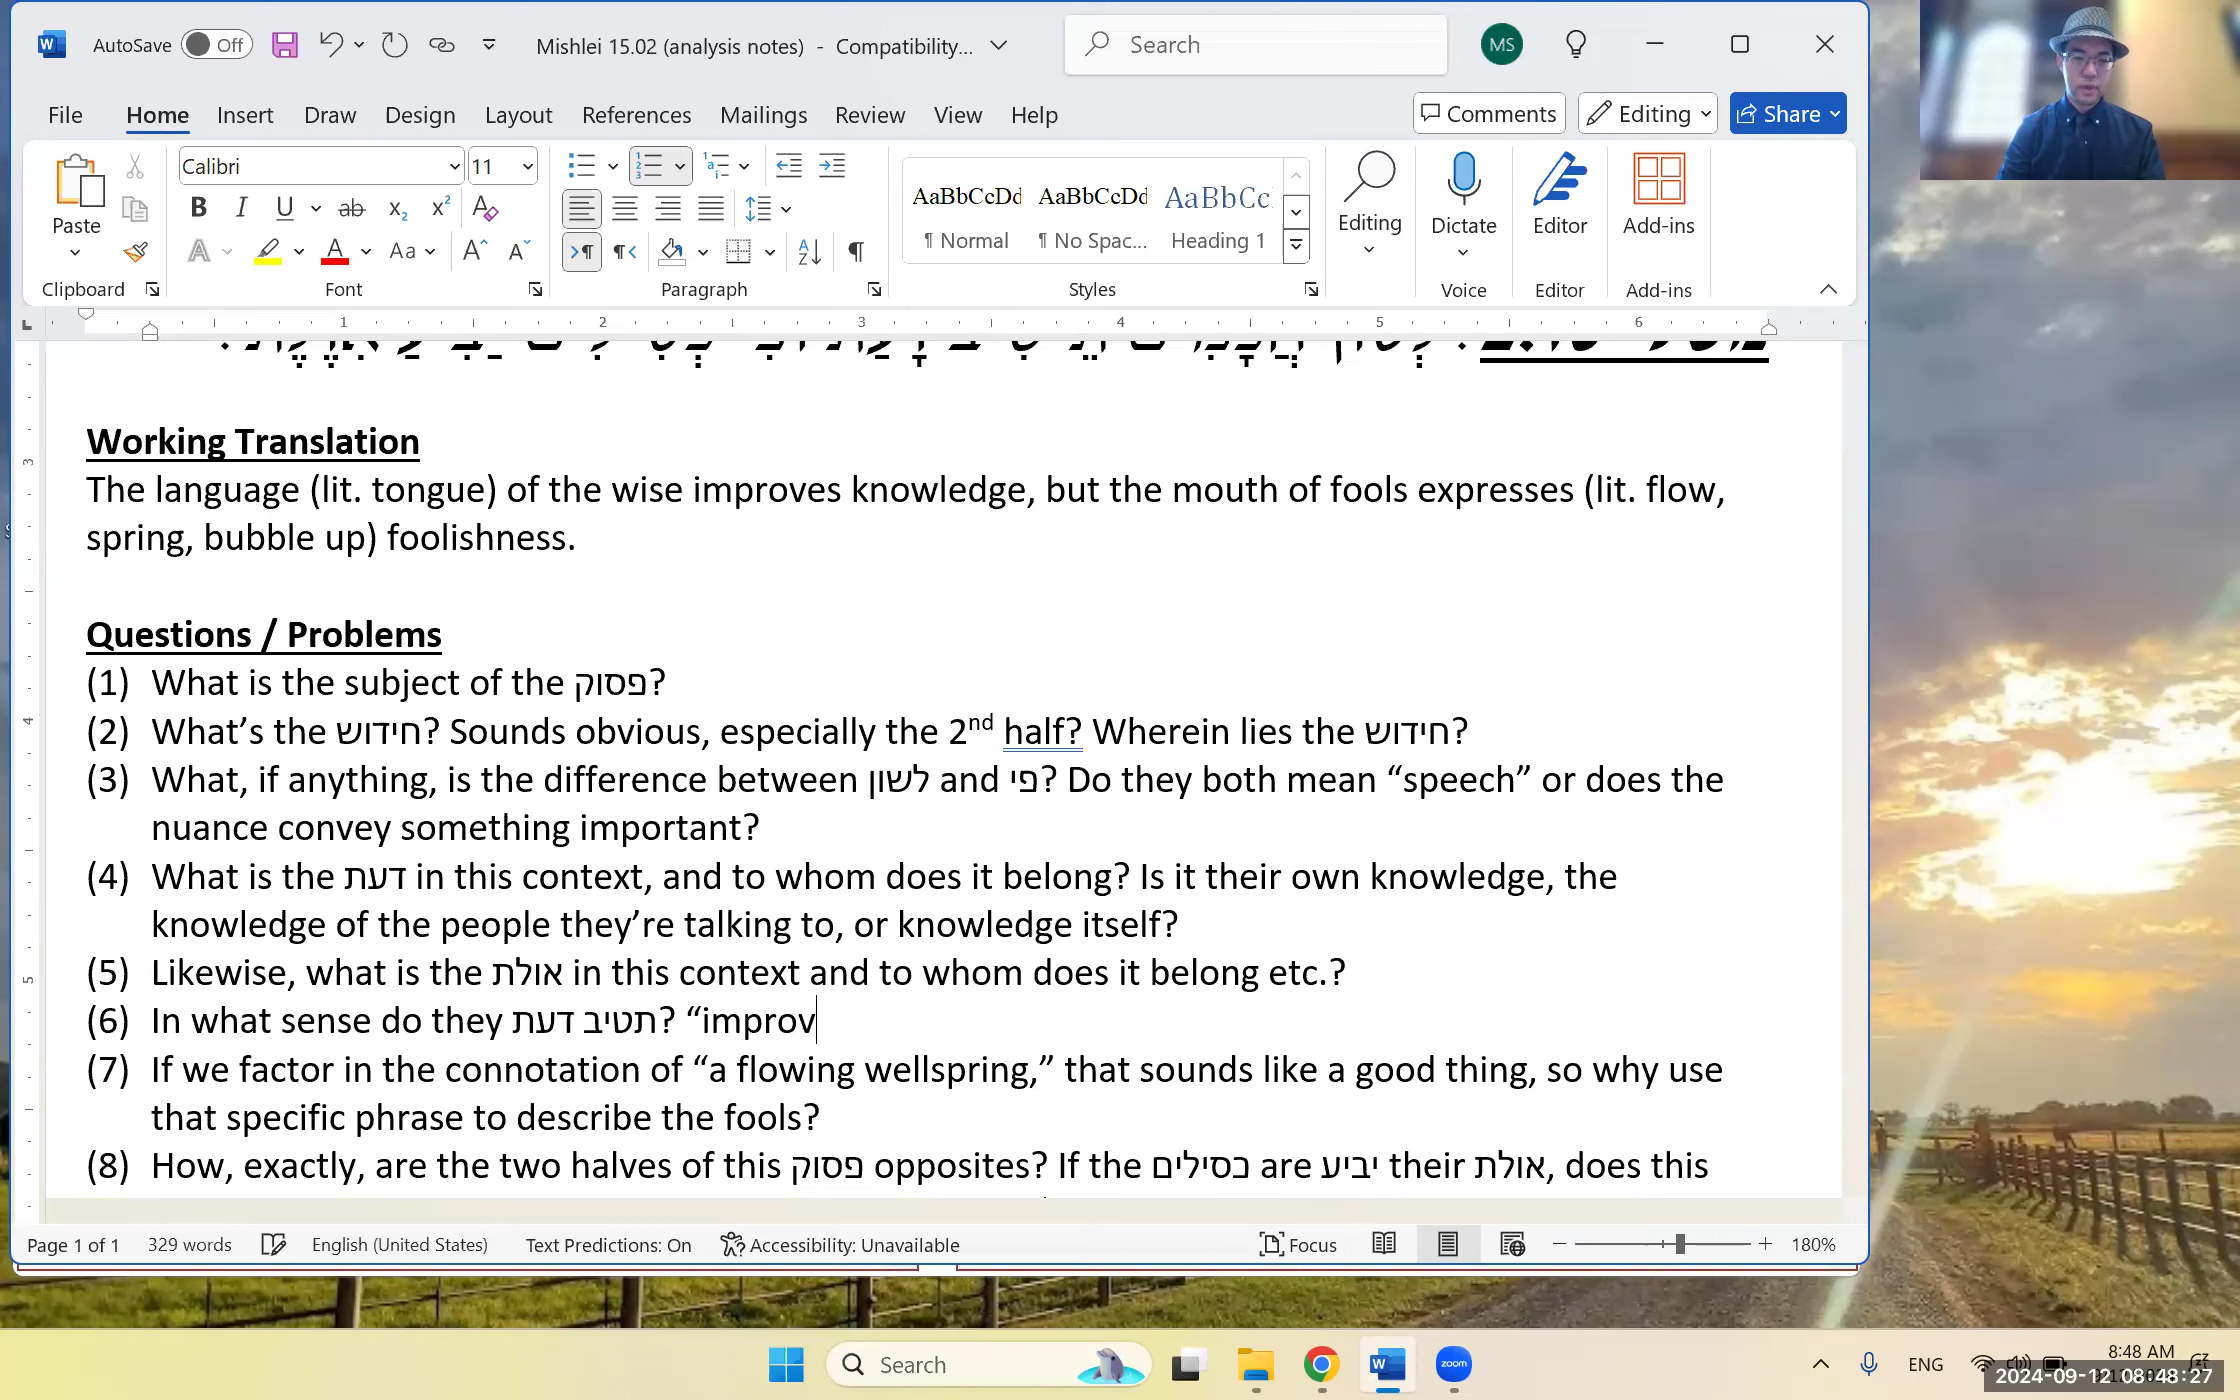 AutoSave Off Mishlei 15.02 (analysis notes) - Compatibility... Search MS
File Home Insert Draw Design Layout References Mailings Review View Help Comments Editing Share
Paste Calibri 11 AaBbCcDd AaBbCcDd AaBbCc Editing Dictate Editor Add-ins
¶ Normal ¶ No Spac... Heading 1
Clipboard Font Paragraph Styles Voice Editor Add-ins
1 2 3 4 5 6
Working Translation
The language (lit. tongue) of the wise improves knowledge, but the mouth of fools expresses (lit. flow,
spring, bubble up) foolishness.
Questions / Problems
(1) What is the subject of the פסוק?
(2) What’s the חידוש? Sounds obvious, especially the 2nd half? Wherein lies the חידוש?
(3) What, if anything, is the difference between לשון and פי? Do they both mean “speech” or does the
nuance convey something important?
(4) What is the דעת in this context, and to whom does it belong? Is it their own knowledge, the
knowledge of the people they’re talking to, or knowledge itself?
(5) Likewise, what is the אולת in this context and to whom does it belong etc.?
(6) In what sense do they תטיב דעת? “improv
(7) If we factor in the connotation of “a flowing wellspring,” that sounds like a good thing, so why use
that specific phrase to describe the fools?
(8) How, exactly, are the two halves of this פסוק opposites? If the כסילים are יביע their אולת, does this
Page 1 of 1 329 words English (United States) Text Predictions: On Accessibility: Unavailable Focus 180%
Search zoom ENG 8:48 AM
2024-09-12 08:48:27